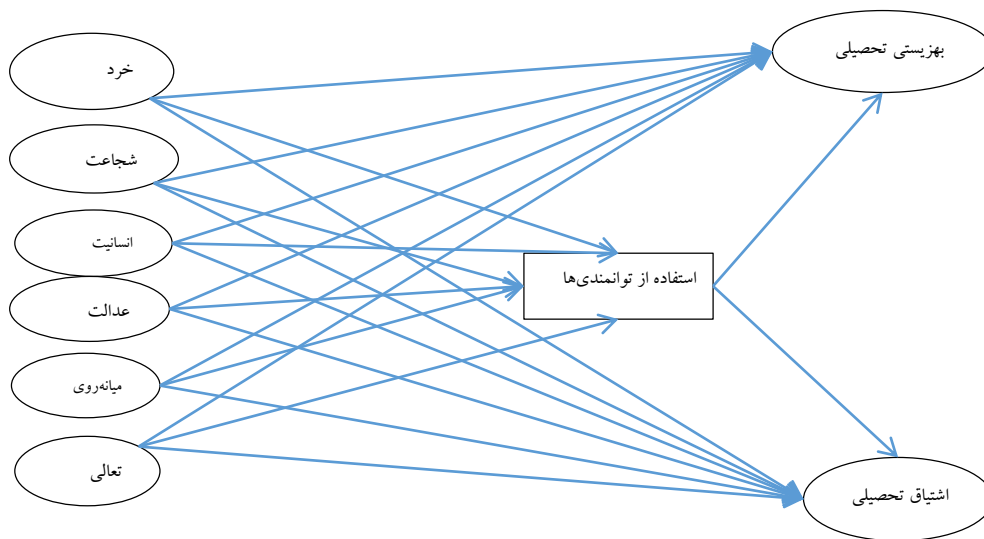 بهزیستی تحصیلی
خرد
شجاعت
انسانیت
استفاده از توانمندی‌ها
عدالت
میانه‌روی
تعالی
اشتیاق تحصیلی